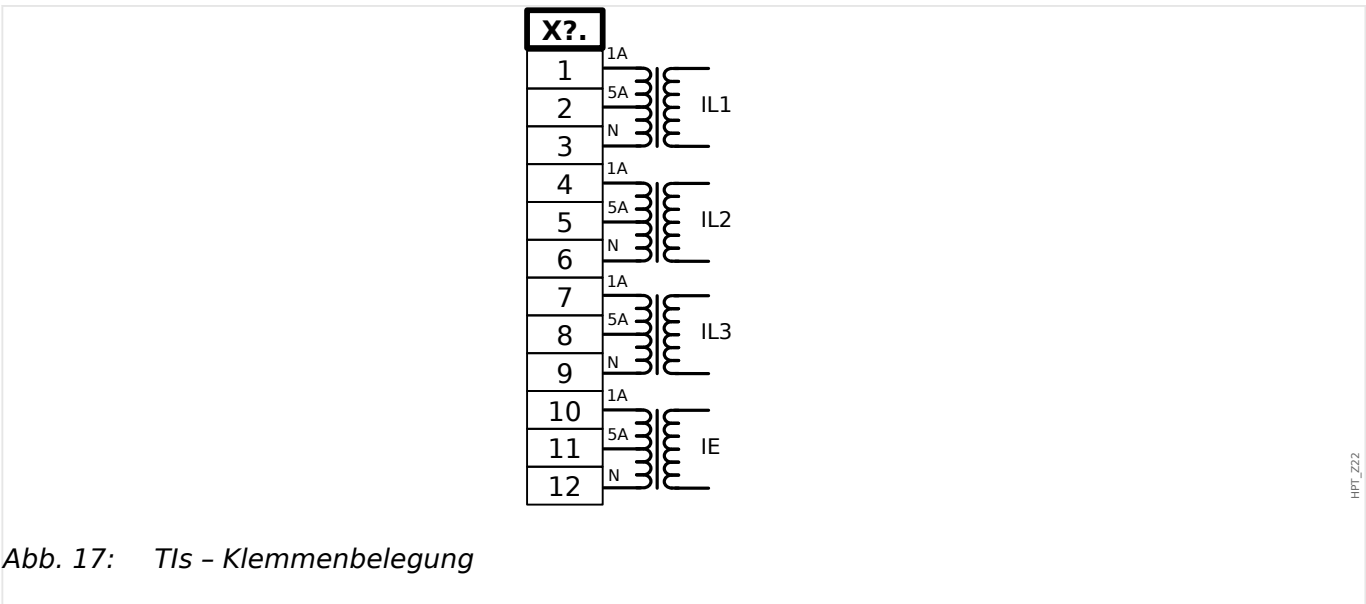 X?.
1A
1
5A
IL1
2
N
3
1A
4
5A
IL2
5
N
6
1A
7
5A
IL3
8
N
9
1A
10
5A
IE
11
N
12
HPT_Z22
Abb. 17: TIs – Klemmenbelegung